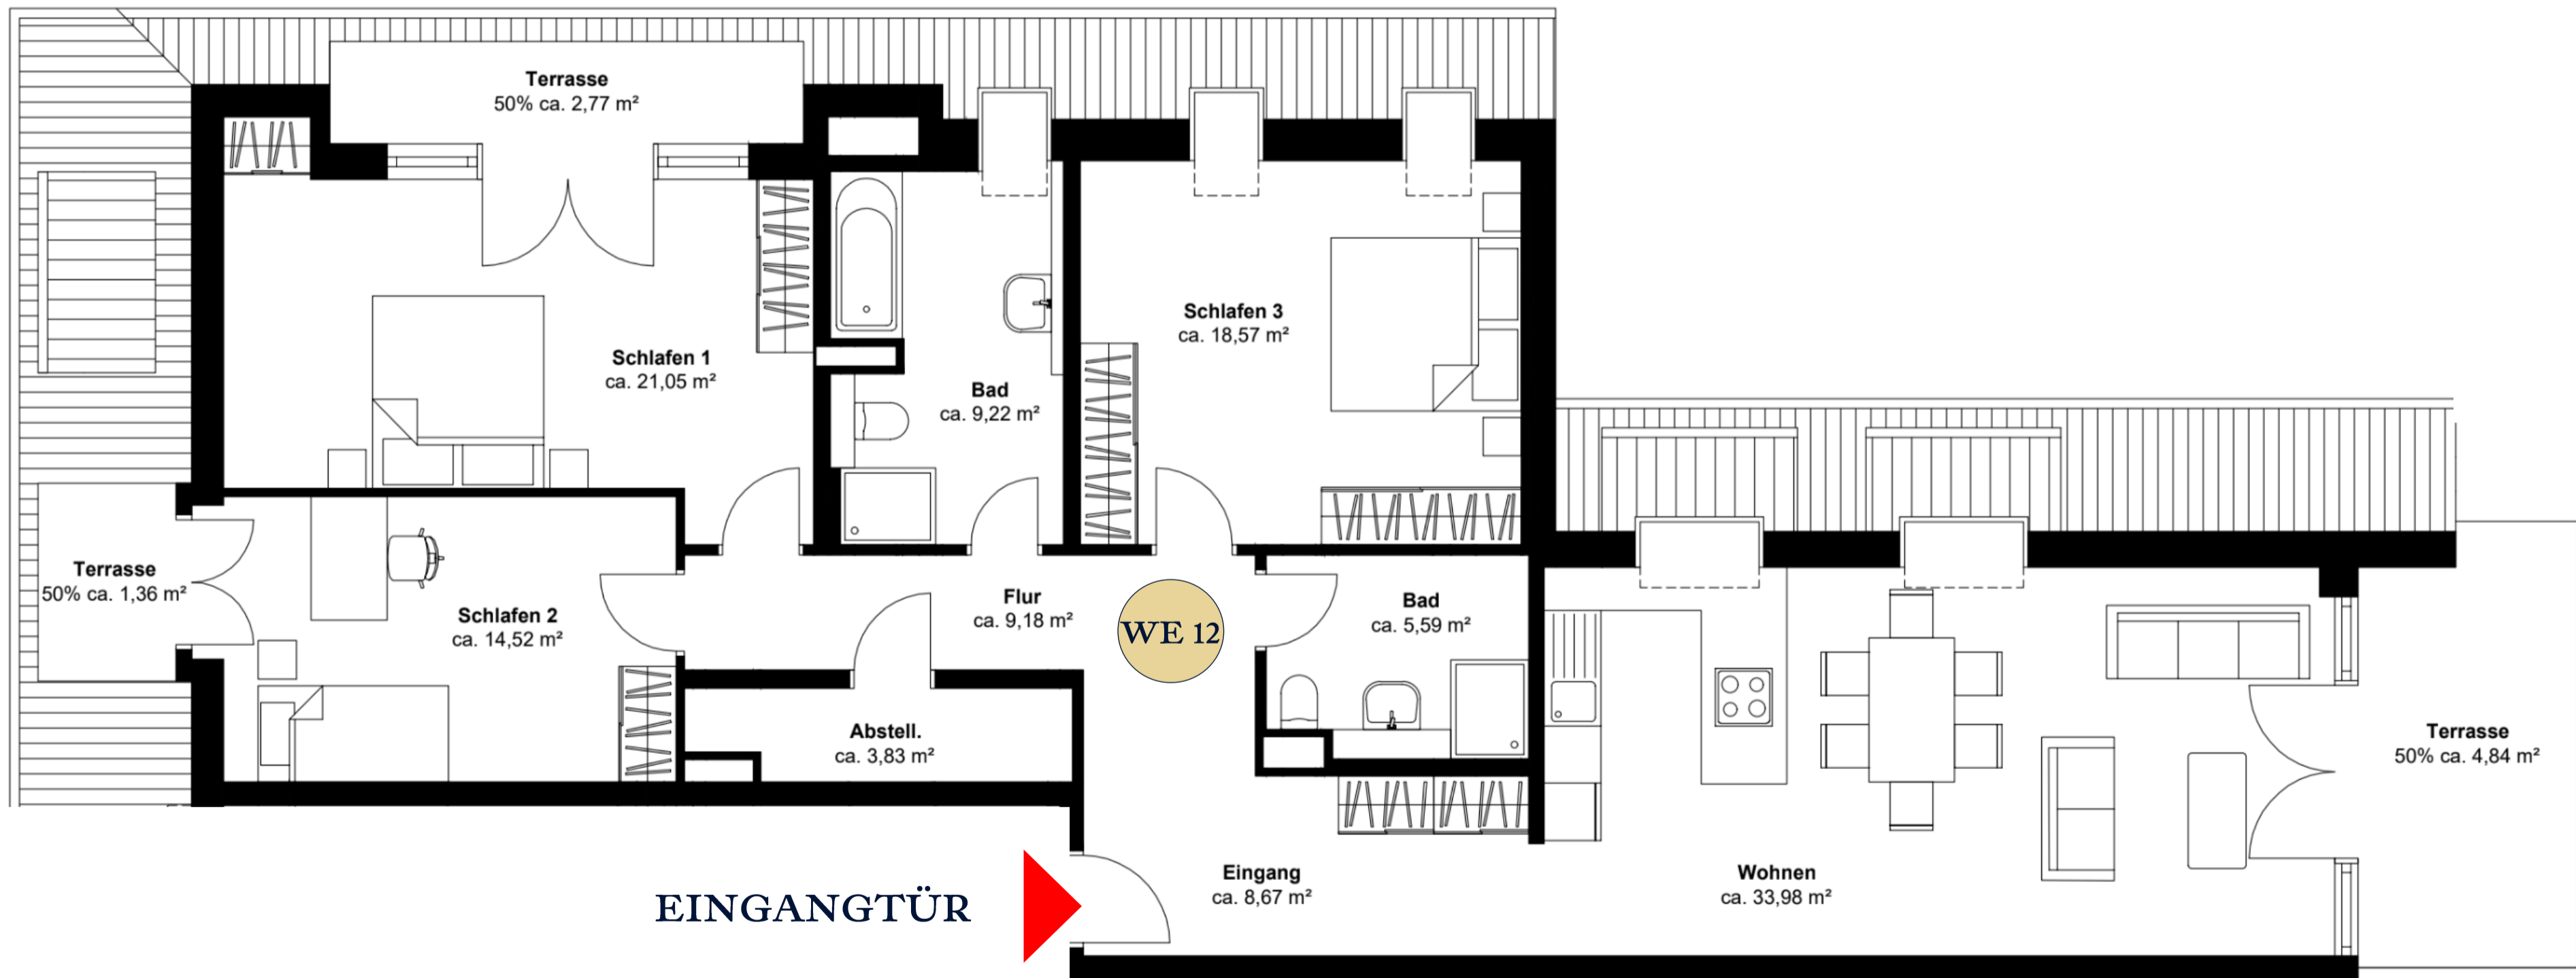 Terrasse
50% ca. 2,77 m²
Schlafen 1
ca. 21,05 m²
Bad
ca. 9,22 m²
Schlafen 3
ca. 18,57 m²
Terrasse
50% ca. 1,36 m²
Schlafen 2
ca. 14,52 m²
Flur
ca. 9,18 m²
WE 12
Bad
ca. 5,59 m²
Abstell.
ca. 3,83 m²
Terrasse
50% ca. 4,84 m²
EINGANGTÜR
Eingang
ca. 8,67 m²
Wohnen
ca. 33,98 m²